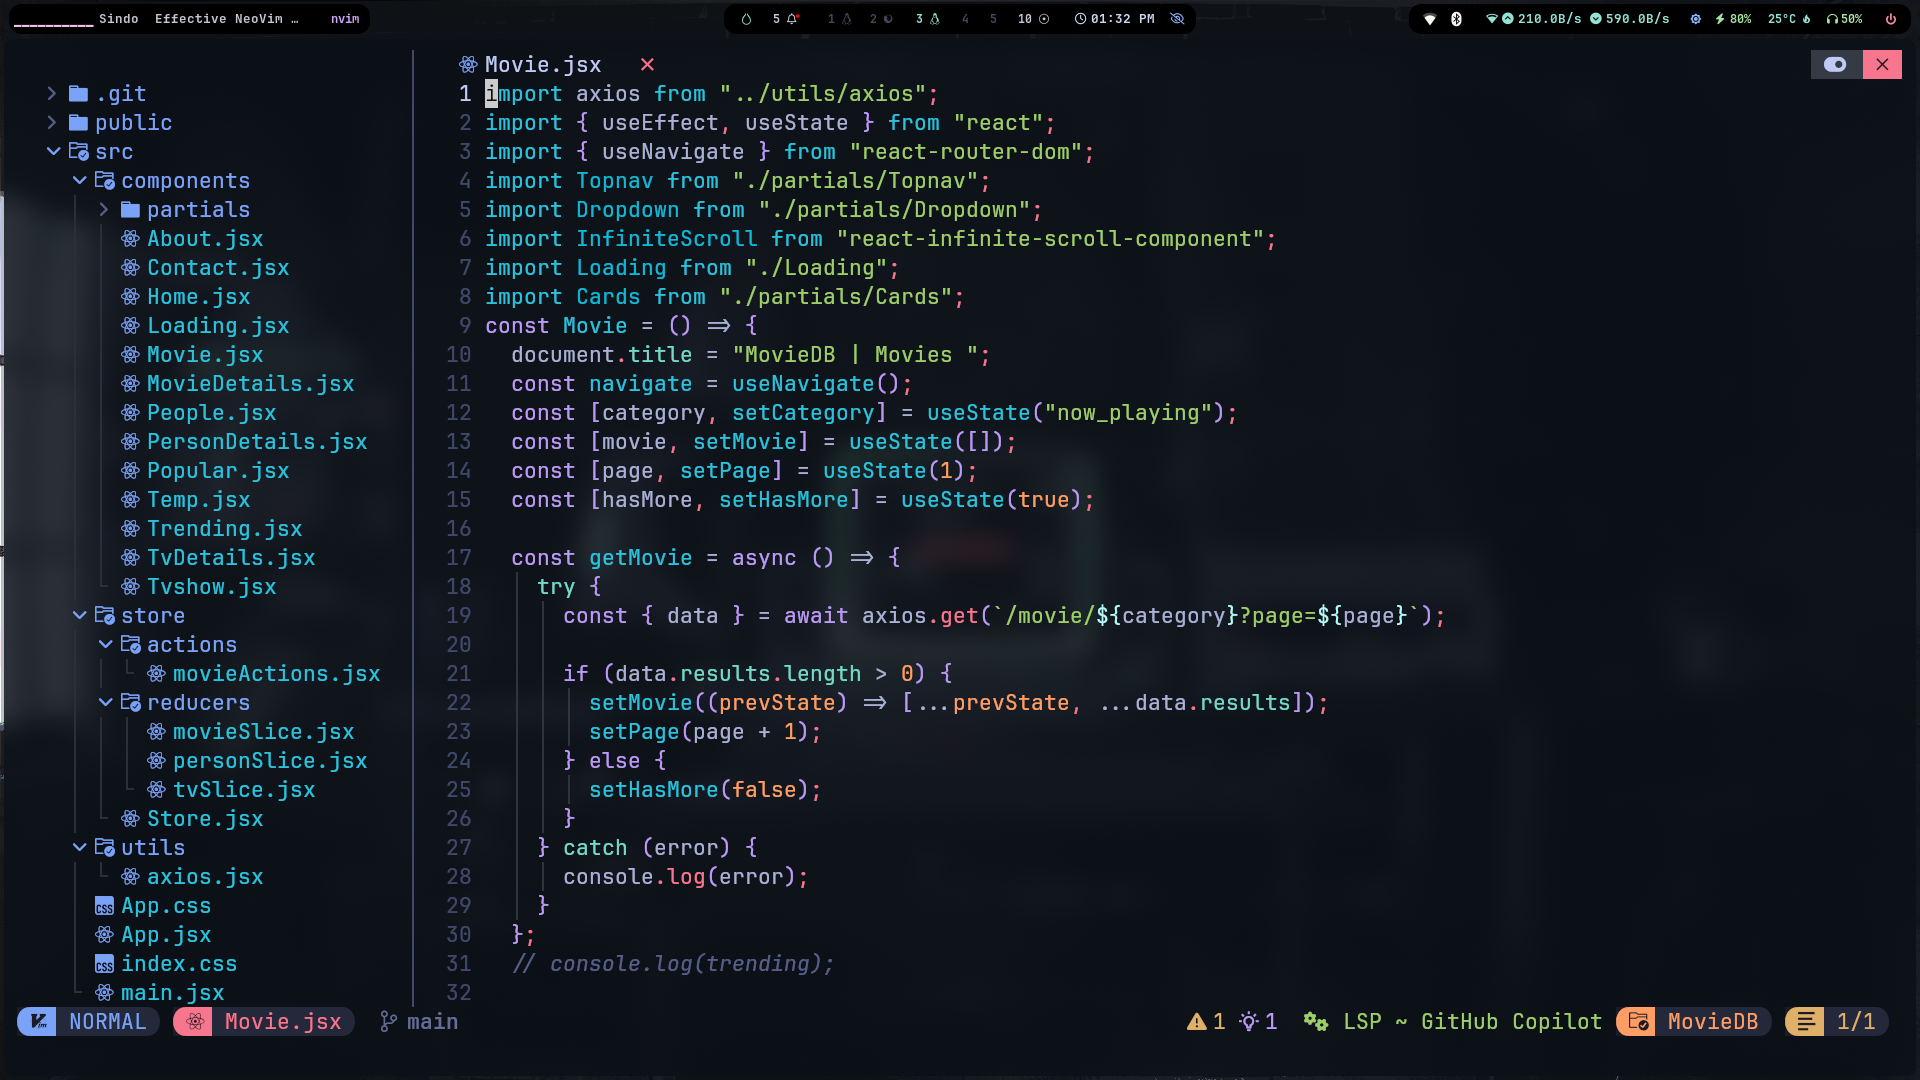 Sindo Effective NeoVim … nvim
5 1 2 3 4 5 10 01:32 PM
210.0B/s 590.0B/s 80% 25°C 50%
Movie.jsx
.git
public
src
components
partials
About.jsx
Contact.jsx
Home.jsx
Loading.jsx
Movie.jsx
MovieDetails.jsx
People.jsx
PersonDetails.jsx
Popular.jsx
Temp.jsx
Trending.jsx
TvDetails.jsx
Tvshow.jsx
store
actions
movieActions.jsx
reducers
movieSlice.jsx
personSlice.jsx
tvSlice.jsx
Store.jsx
utils
axios.jsx
App.css
App.jsx
index.css
main.jsx
1 import axios from "../utils/axios";
2 import { useEffect, useState } from "react";
3 import { useNavigate } from "react-router-dom";
4 import Topnav from "./partials/Topnav";
5 import Dropdown from "./partials/Dropdown";
6 import InfiniteScroll from "react-infinite-scroll-component";
7 import Loading from "./Loading";
8 import Cards from "./partials/Cards";
9 const Movie = () => {
10 document.title = "MovieDB | Movies ";
11 const navigate = useNavigate();
12 const [category, setCategory] = useState("now_playing");
13 const [movie, setMovie] = useState([]);
14 const [page, setPage] = useState(1);
15 const [hasMore, setHasMore] = useState(true);
16
17 const getMovie = async () => {
18 try {
19 const { data } = await axios.get(`/movie/${category}?page=${page}`);
20
21 if (data.results.length > 0) {
22 setMovie((prevState) => [...prevState, ...data.results]);
23 setPage(page + 1);
24 } else {
25 setHasMore(false);
26 }
27 } catch (error) {
28 console.log(error);
29 }
30 };
31 // console.log(trending);
32
NORMAL Movie.jsx main 1 1 LSP ~ GitHub Copilot MovieDB 1/1